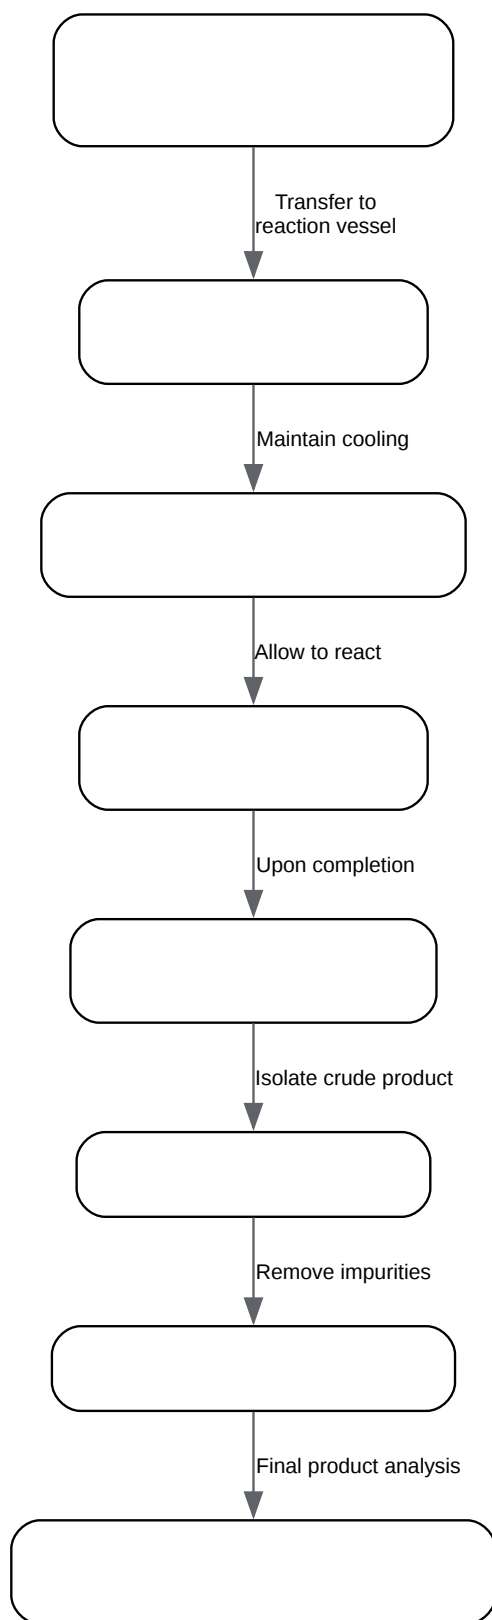 Transfer to
reaction vessel
Maintain cooling
Allow to react
Upon completion
Isolate crude product
Remove impurities
Final product analysis